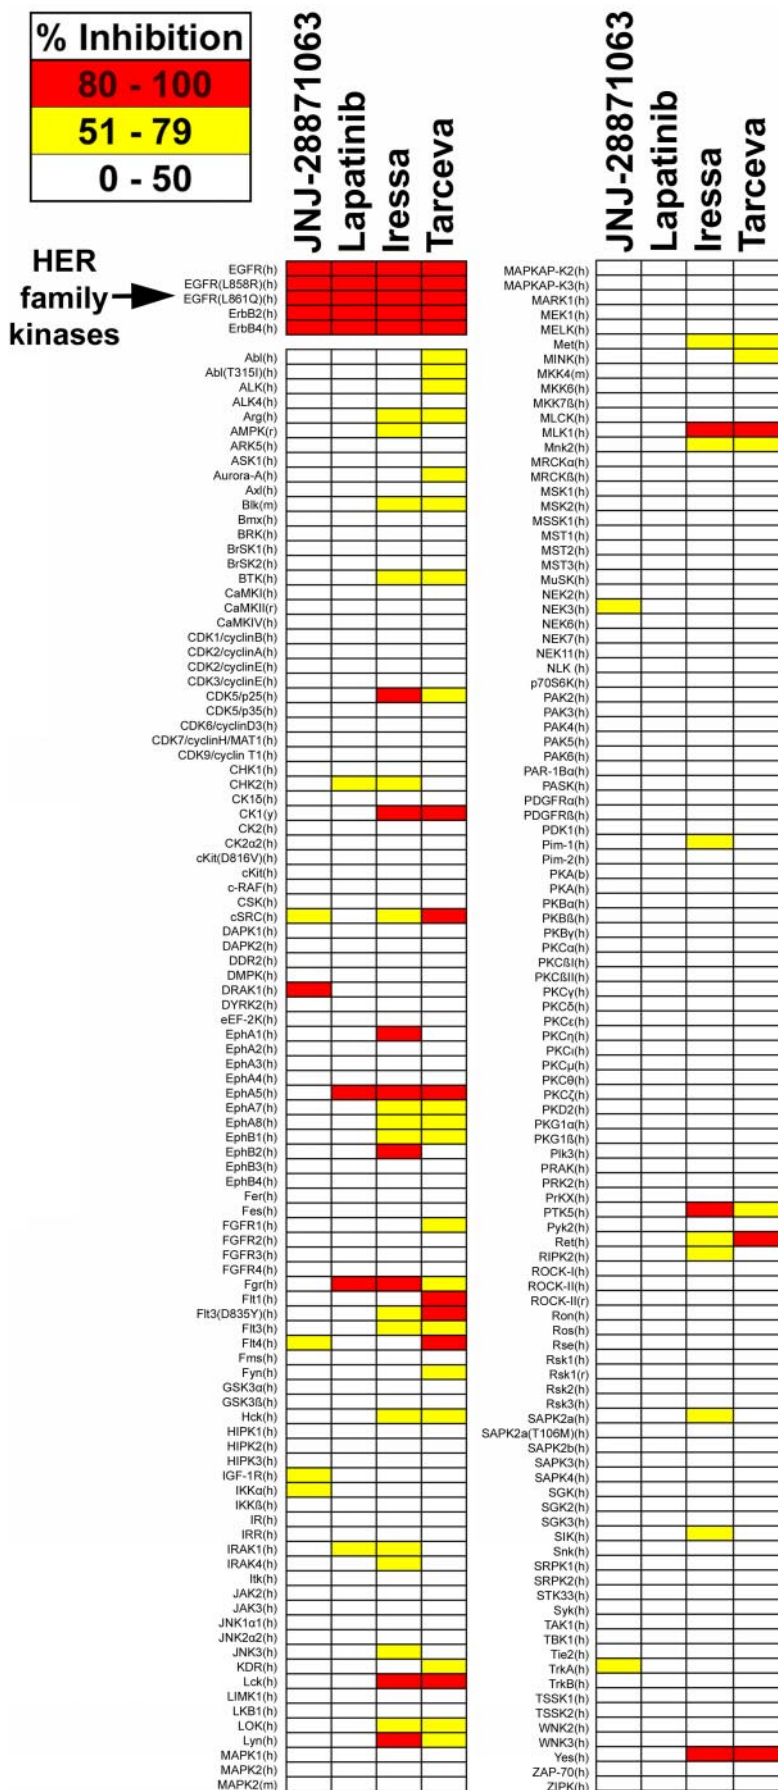 % Inhibition
80 - 100
51 - 79
0 - 50
JNJ-28871063
Lapatinib
Iressa
Tarceva
JNJ-28871063
Lapatinib
Iressa
Tarceva
HER
family
kinases
EGFR(h)
EGFR(L858R)(h)
EGFR(L861Q)(h)
ErbB2(h)
ErbB4(h)
Abl(h)
Abl(T315I)(h)
ALK(h)
ALK4(h)
Arg(h)
AMPK(r)
ARK5(h)
ASK1(h)
Aurora-A(h)
Axl(h)
Blk(m)
Bmx(h)
BRK(h)
BrSK1(h)
BrSK2(h)
BTK(h)
CaMKI(h)
CaMKII(r)
CaMKIV(h)
CDK1/cyclinB(h)
CDK2/cyclinA(h)
CDK2/cyclinE(h)
CDK3/cyclinE(h)
CDK5/p25(h)
CDK5/p35(h)
CDK6/cyclinD3(h)
CDK7/cyclinH/MAT1(h)
CDK9/cyclin T1(h)
CHK1(h)
CHK2(h)
CK1δ(h)
CK1(y)
CK2(h)
CK2α2(h)
cKit(D816V)(h)
cKit(h)
c-RAF(h)
CSK(h)
cSRC(h)
DAPK1(h)
DAPK2(h)
DDR2(h)
DMPK(h)
DRAK1(h)
DYRK2(h)
eEF-2K(h)
EphA1(h)
EphA2(h)
EphA3(h)
EphA4(h)
EphA5(h)
EphA7(h)
EphA8(h)
EphB1(h)
EphB2(h)
EphB3(h)
EphB4(h)
Fer(h)
Fes(h)
FGFR1(h)
FGFR2(h)
FGFR3(h)
FGFR4(h)
Fgr(h)
Flt1(h)
Flt3(D835Y)(h)
Flt3(h)
Flt4(h)
Fms(h)
Fyn(h)
GSK3α(h)
GSK3ß(h)
Hck(h)
HIPK1(h)
HIPK2(h)
HIPK3(h)
IGF-1R(h)
IKKα(h)
IKKß(h)
IR(h)
IRR(h)
IRAK1(h)
IRAK4(h)
Itk(h)
JAK2(h)
JAK3(h)
JNK1α1(h)
JNK2α2(h)
JNK3(h)
KDR(h)
Lck(h)
LIMK1(h)
LKB1(h)
LOK(h)
Lyn(h)
MAPK1(h)
MAPK2(h)
MAPK2(m)
MAPKAP-K2(h)
MAPKAP-K3(h)
MARK1(h)
MEK1(h)
MELK(h)
Met(h)
MINK(h)
MKK4(m)
MKK6(h)
MKK7ß(h)
MLCK(h)
MLK1(h)
Mnk2(h)
MRCKα(h)
MRCKß(h)
MSK1(h)
MSK2(h)
MSSK1(h)
MST1(h)
MST2(h)
MST3(h)
MuSK(h)
NEK2(h)
NEK3(h)
NEK6(h)
NEK7(h)
NEK11(h)
NLK (h)
p70S6K(h)
PAK2(h)
PAK3(h)
PAK4(h)
PAK5(h)
PAK6(h)
PAR-1Bα(h)
PASK(h)
PDGFRα(h)
PDGFRß(h)
PDK1(h)
Pim-1(h)
Pim-2(h)
PKA(b)
PKA(h)
PKBα(h)
PKBß(h)
PKBγ(h)
PKCα(h)
PKCßI(h)
PKCßII(h)
PKCγ(h)
PKCδ(h)
PKCε(h)
PKCη(h)
PKCι(h)
PKCμ(h)
PKCθ(h)
PKCζ(h)
PKD2(h)
PKG1α(h)
PKG1ß(h)
Plk3(h)
PRAK(h)
PRK2(h)
PrKX(h)
PTK5(h)
Pyk2(h)
Ret(h)
RIPK2(h)
ROCK-I(h)
ROCK-II(h)
ROCK-II(r)
Ron(h)
Ros(h)
Rse(h)
Rsk1(h)
Rsk1(r)
Rsk2(h)
Rsk3(h)
SAPK2a(h)
SAPK2a(T106M)(h)
SAPK2b(h)
SAPK3(h)
SAPK4(h)
SGK(h)
SGK2(h)
SGK3(h)
SIK(h)
Snk(h)
SRPK1(h)
SRPK2(h)
STK33(h)
Syk(h)
TAK1(h)
TBK1(h)
Tie2(h)
TrkA(h)
TrkB(h)
TSSK1(h)
TSSK2(h)
WNK2(h)
WNK3(h)
Yes(h)
ZAP-70(h)
ZIPK(h)